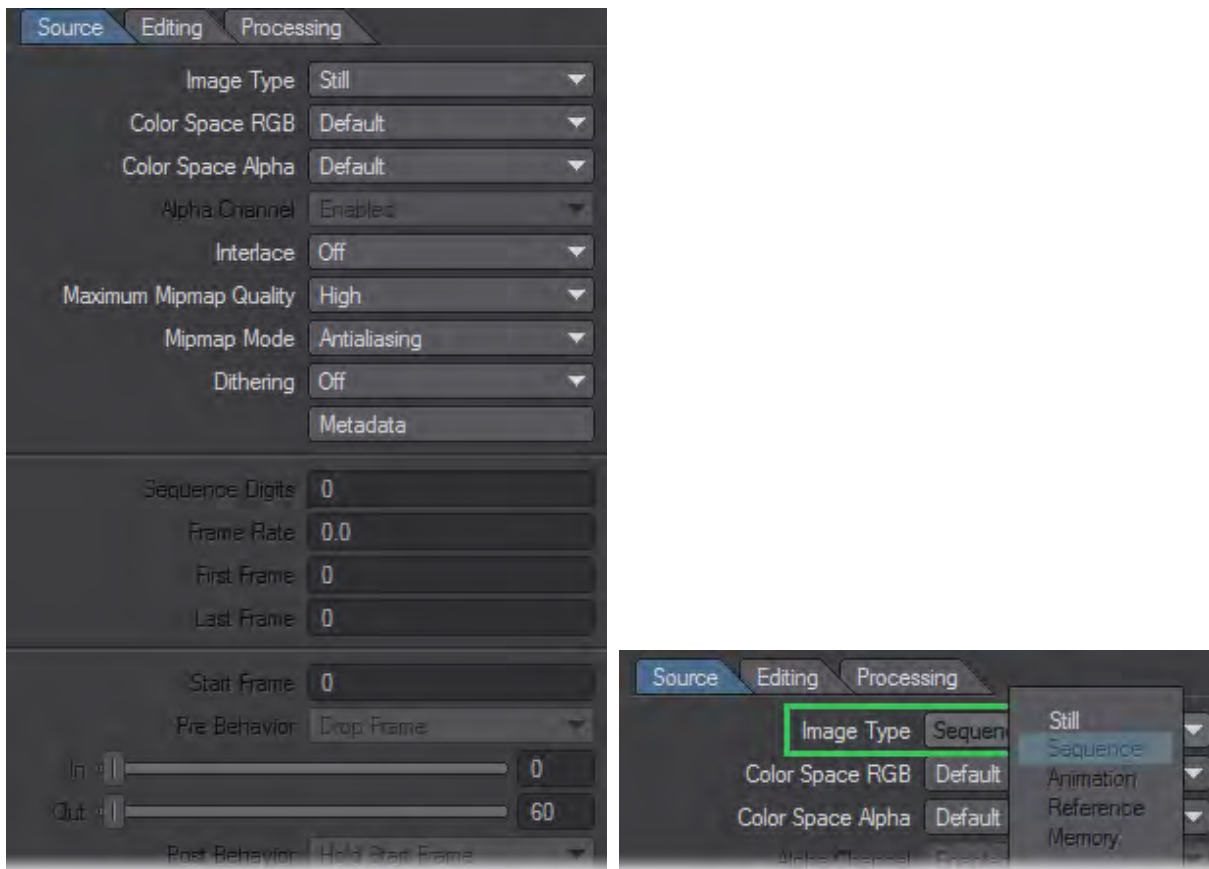 Source Editing Processing
Image Type Still
Color Space RGB Default
Color Space Alpha Default
Alpha Channel Enabled
Interlace Off
Maximum Mipmap Quality High
Mipmap Mode Antialiasing
Dithering Off
Metadata
Sequence Digits 0
Frame Rate 0.0
First Frame 0
Last Frame 0
Start Frame 0
Pre Behavior Drop Frame
In 0
Out 60
Post Behavior Hold Start Frame
Source Editing Processing
Image Type Sequen
Still
Sequence
Animation
Reference
Memory
Color Space RGB Default
Color Space Alpha Default
Alpha Channel Enabled